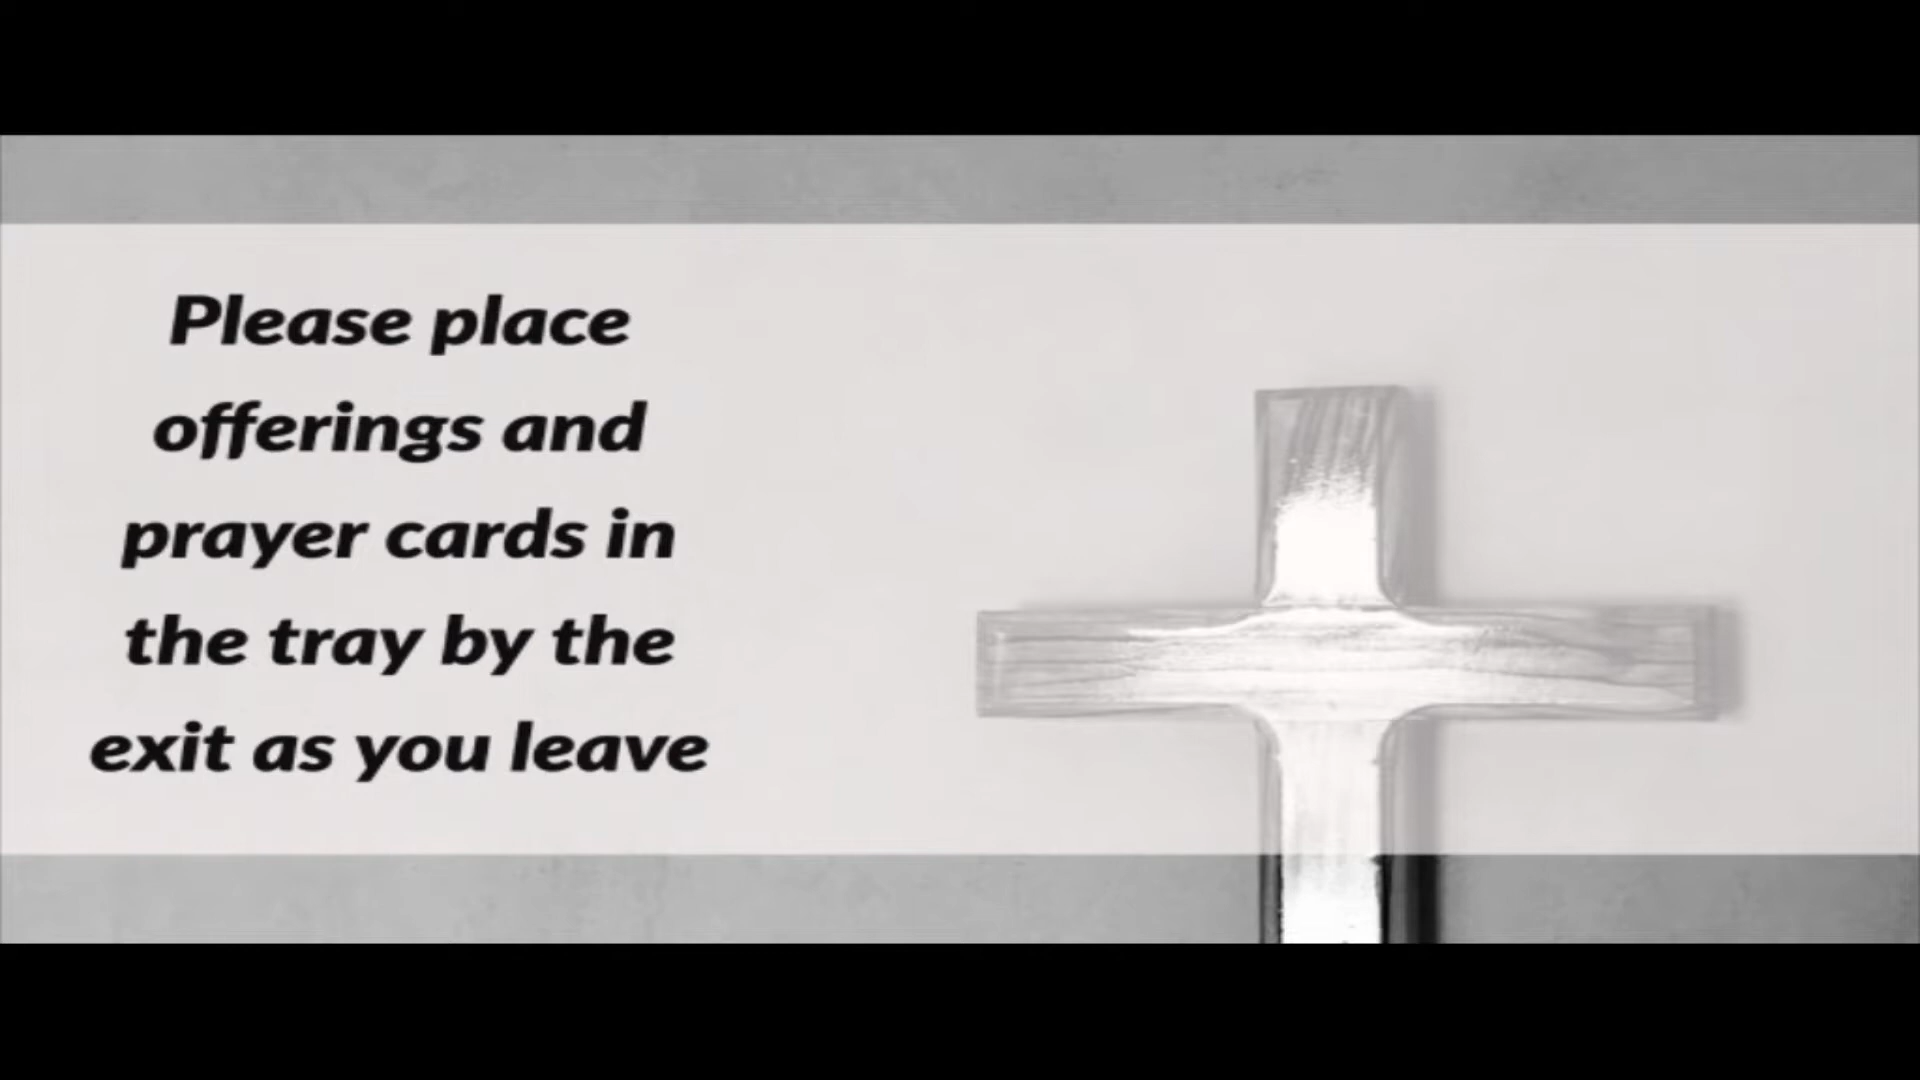 Please place
offerings and
prayer cards in
the tray by the
exit as you leave